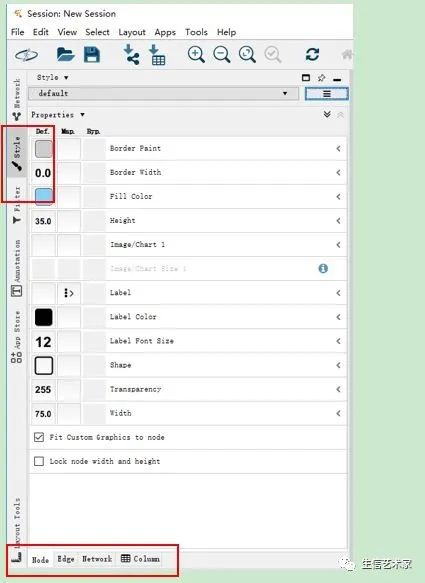 Session: New Session
File Edit View Select Layout Apps Tools Help
Network
Style
Filter
Annotation
App Store
Layout Tools
Style
default
Properties
Def. Map. Byp.
Border Paint
0.0 Border Width
Fill Color
35.0 Height
Image/Chart 1
Image/Chart Size 1
Label
Label Color
12 Label Font Size
Shape
255 Transparency
75.0 Width
Fit Custom Graphics to node
Lock node width and height
Node Edge Network Column
生信艺术家